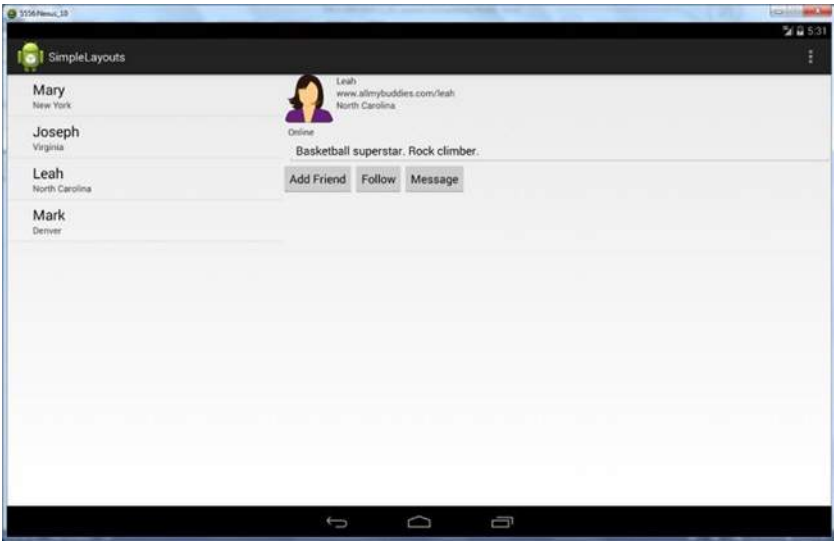 5556:Nexus_10
5:31
SimpleLayouts
Mary
New York
Joseph
Virginia
Leah
North Carolina
Mark
Denver
Leah
www.allmybuddies.com/leah
North Carolina
Online
Basketball superstar. Rock climber.
Add Friend Follow Message